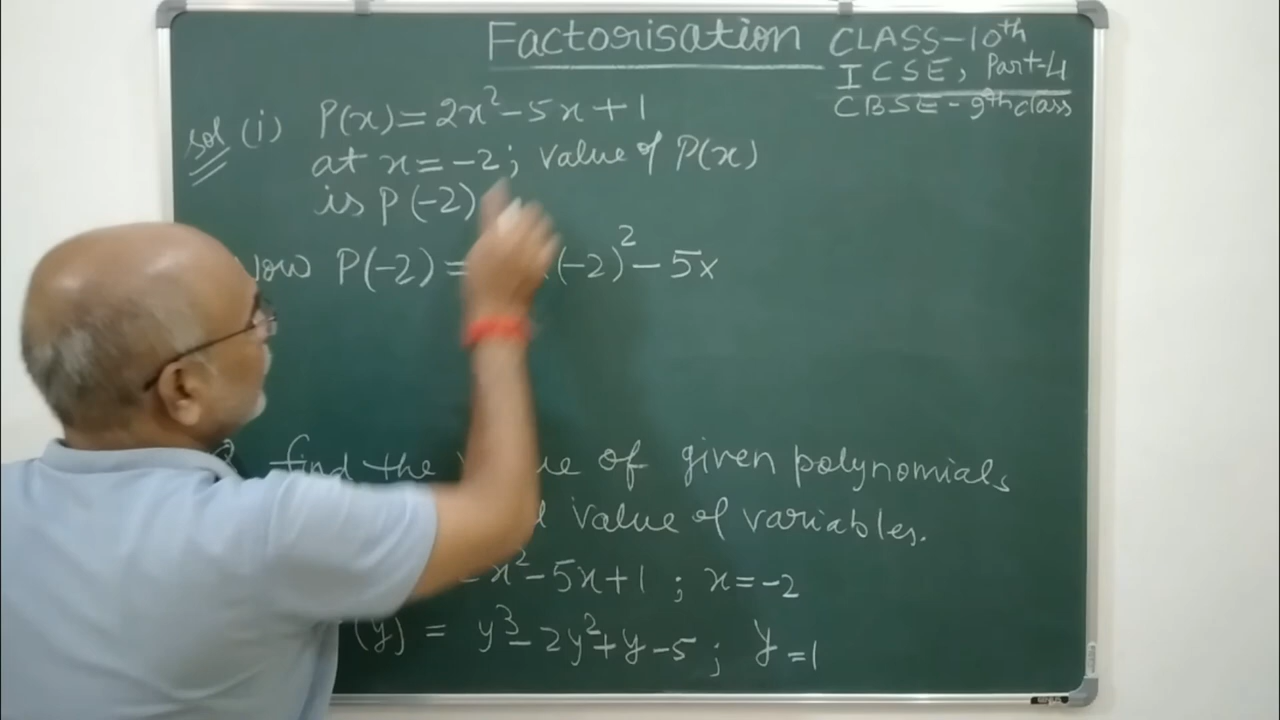 Factorisation
CLASS-10th
ICSE, Part-4
CBSE-9th class
Sol (i) P(x)=2x²-5x+1
at x=-2; value of P(x)
is P(-2)
P(-2)= (-2)²-5x
find the of given polynomials
value of variables.
x²-5x+1 ; x=-2
(y) = y³-2y²+y-5; y=1